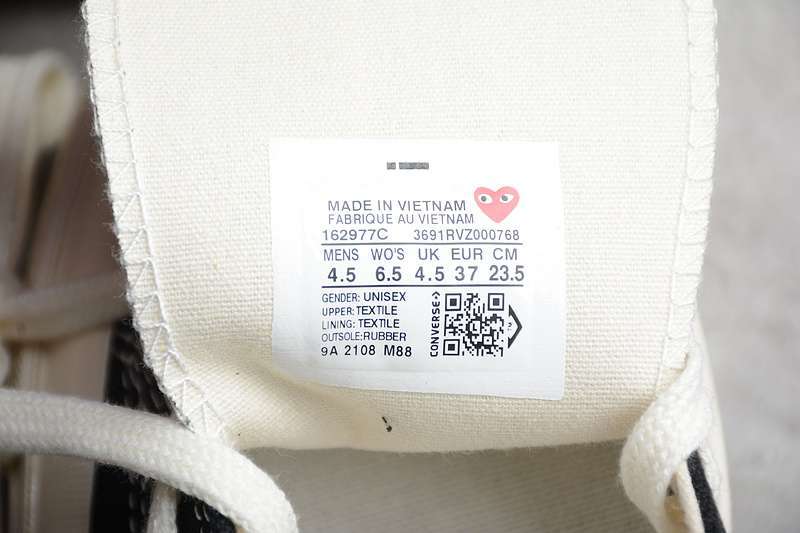 MADE IN VIETNAM
FABRIQUE AU VIETNAM
162977C 3691RVZ000768
MENS WO'S UK EUR CM
4.5 6.5 4.5 37 23.5
GENDER: UNISEX
UPPER: TEXTILE
LINING: TEXTILE
OUTSOLE:RUBBER
9A 2108 M88
CONVERSE